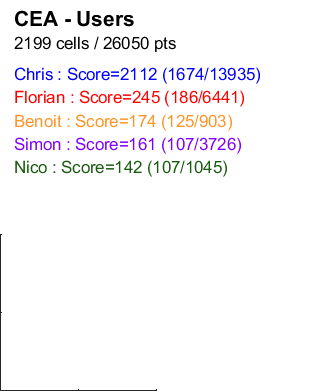 CEA - Users
2199 cells / 26050 pts
Chris : Score=2112 (1674/13935)
Florian : Score=245 (186/6441)
Benoit : Score=174 (125/903)
Simon : Score=161 (107/3726)
Nico : Score=142 (107/1045)